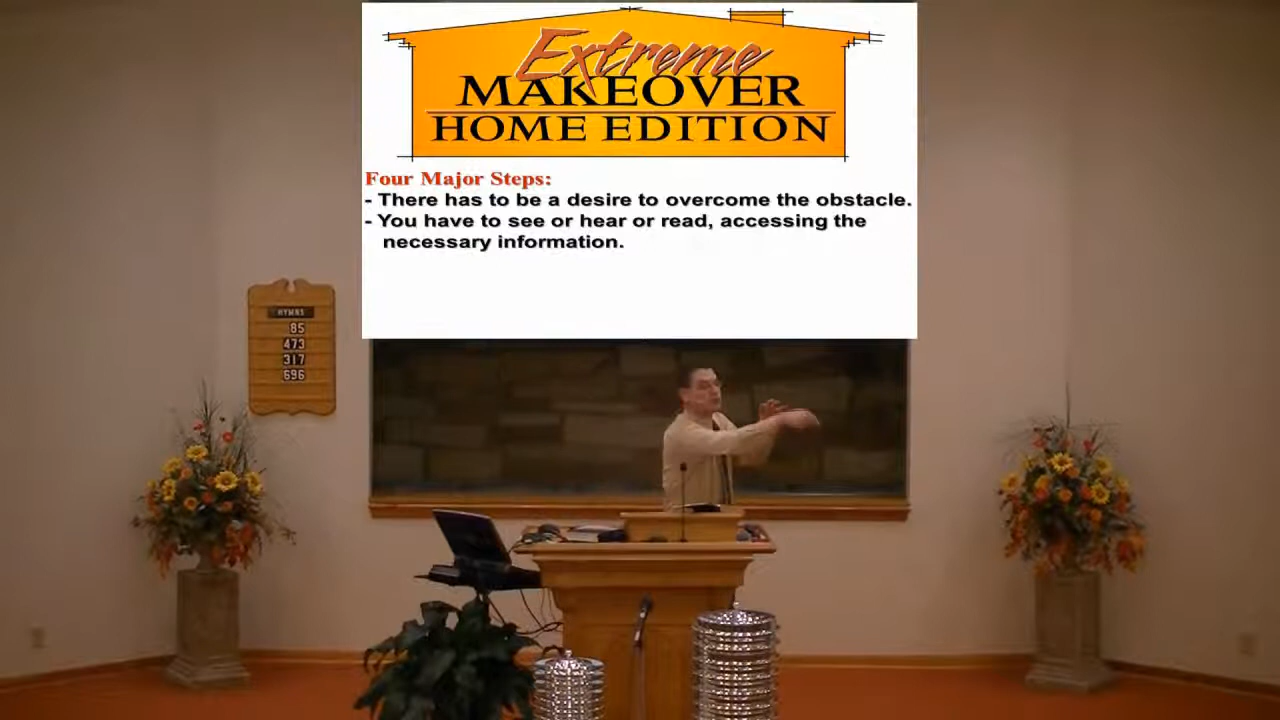 Extreme
MAKEOVER
HOME EDITION
Four Major Steps:
- There has to be a desire to overcome the obstacle.
- You have to see or hear or read, accessing the
necessary information.
HYMNS
85
473
317
696